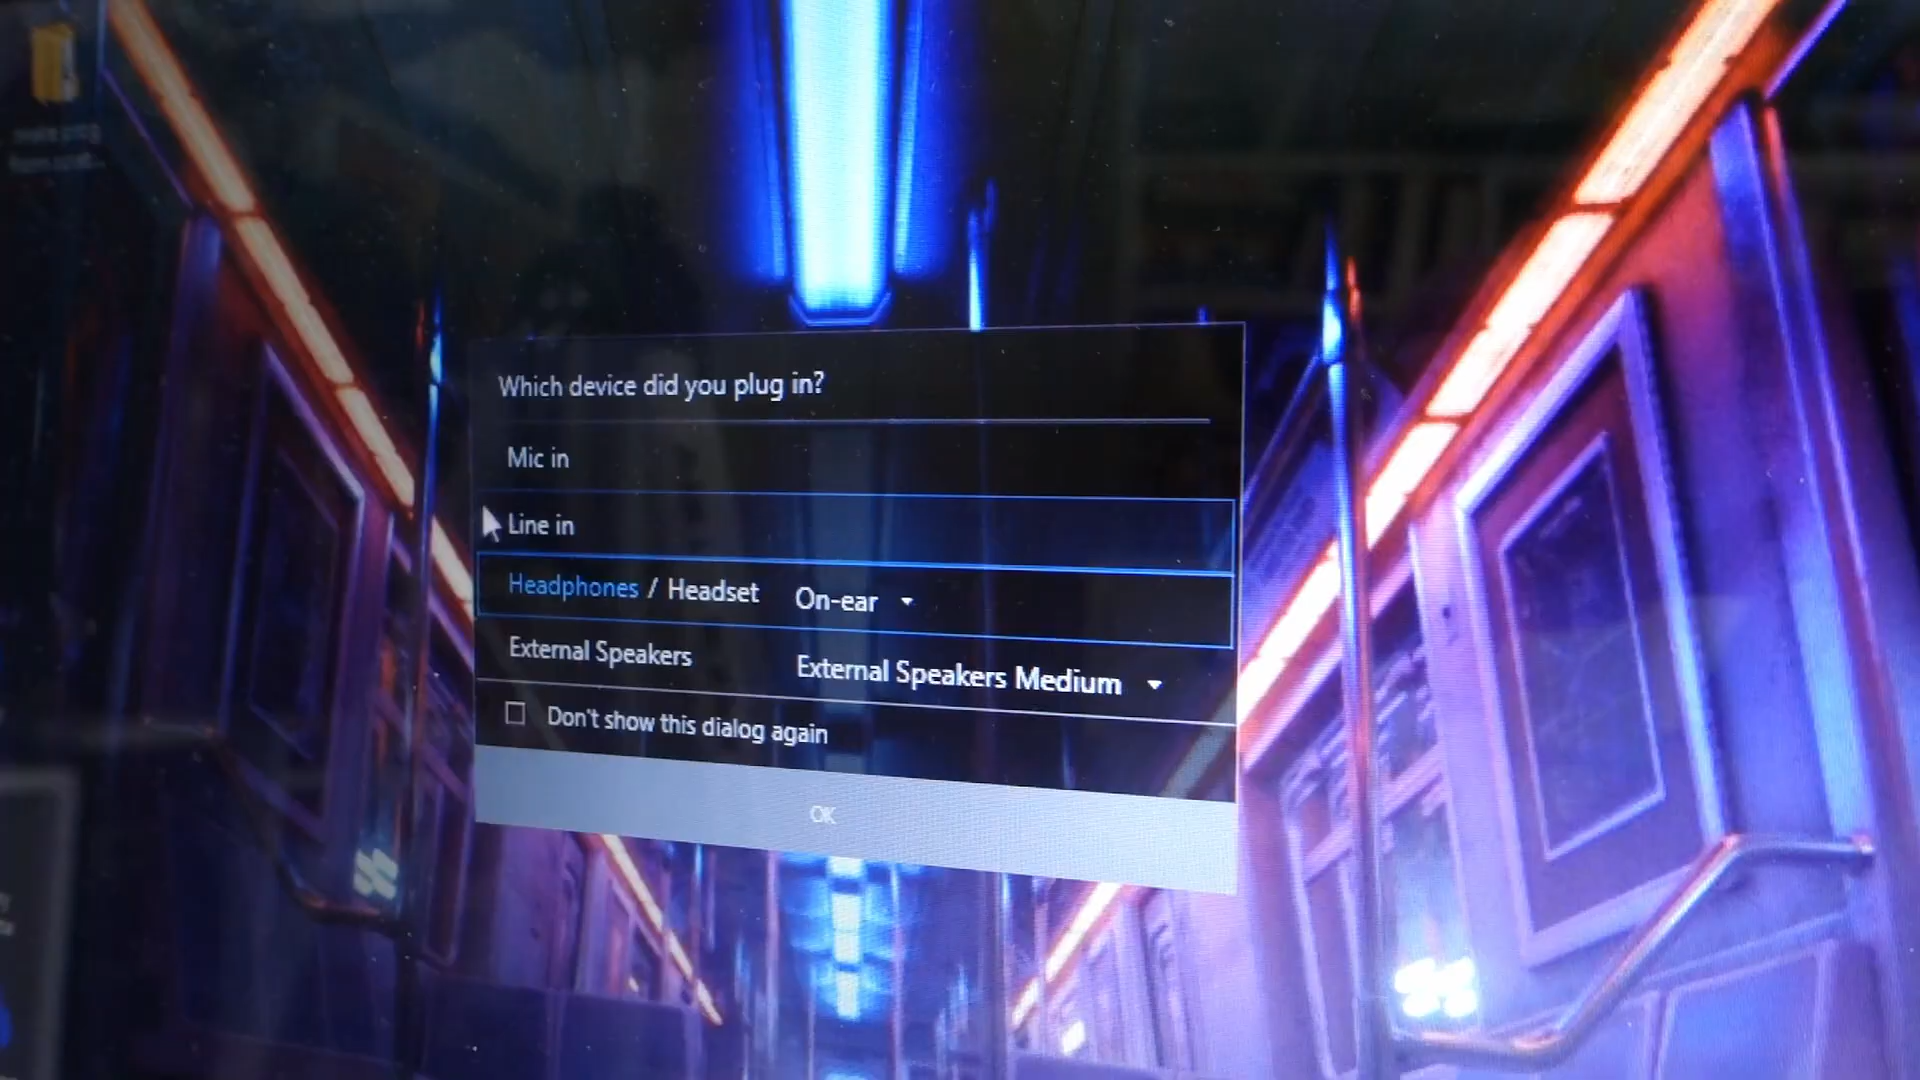 Which device did you plug in?
Mic in
Line in
Headphones / Headset On-ear
External Speakers External Speakers Medium
Don't show this dialog again
OK